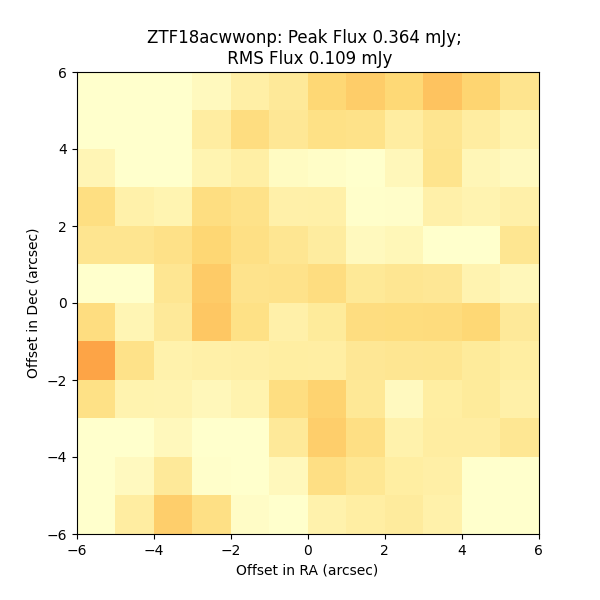 ZTF18acwwonp: Peak Flux 0.364 mJy;
RMS Flux 0.109 mJy
6
4
2
0
−2
−4
−6
Offset in Dec (arcsec)
−6 −4 −2 0 2 4 6
Offset in RA (arcsec)